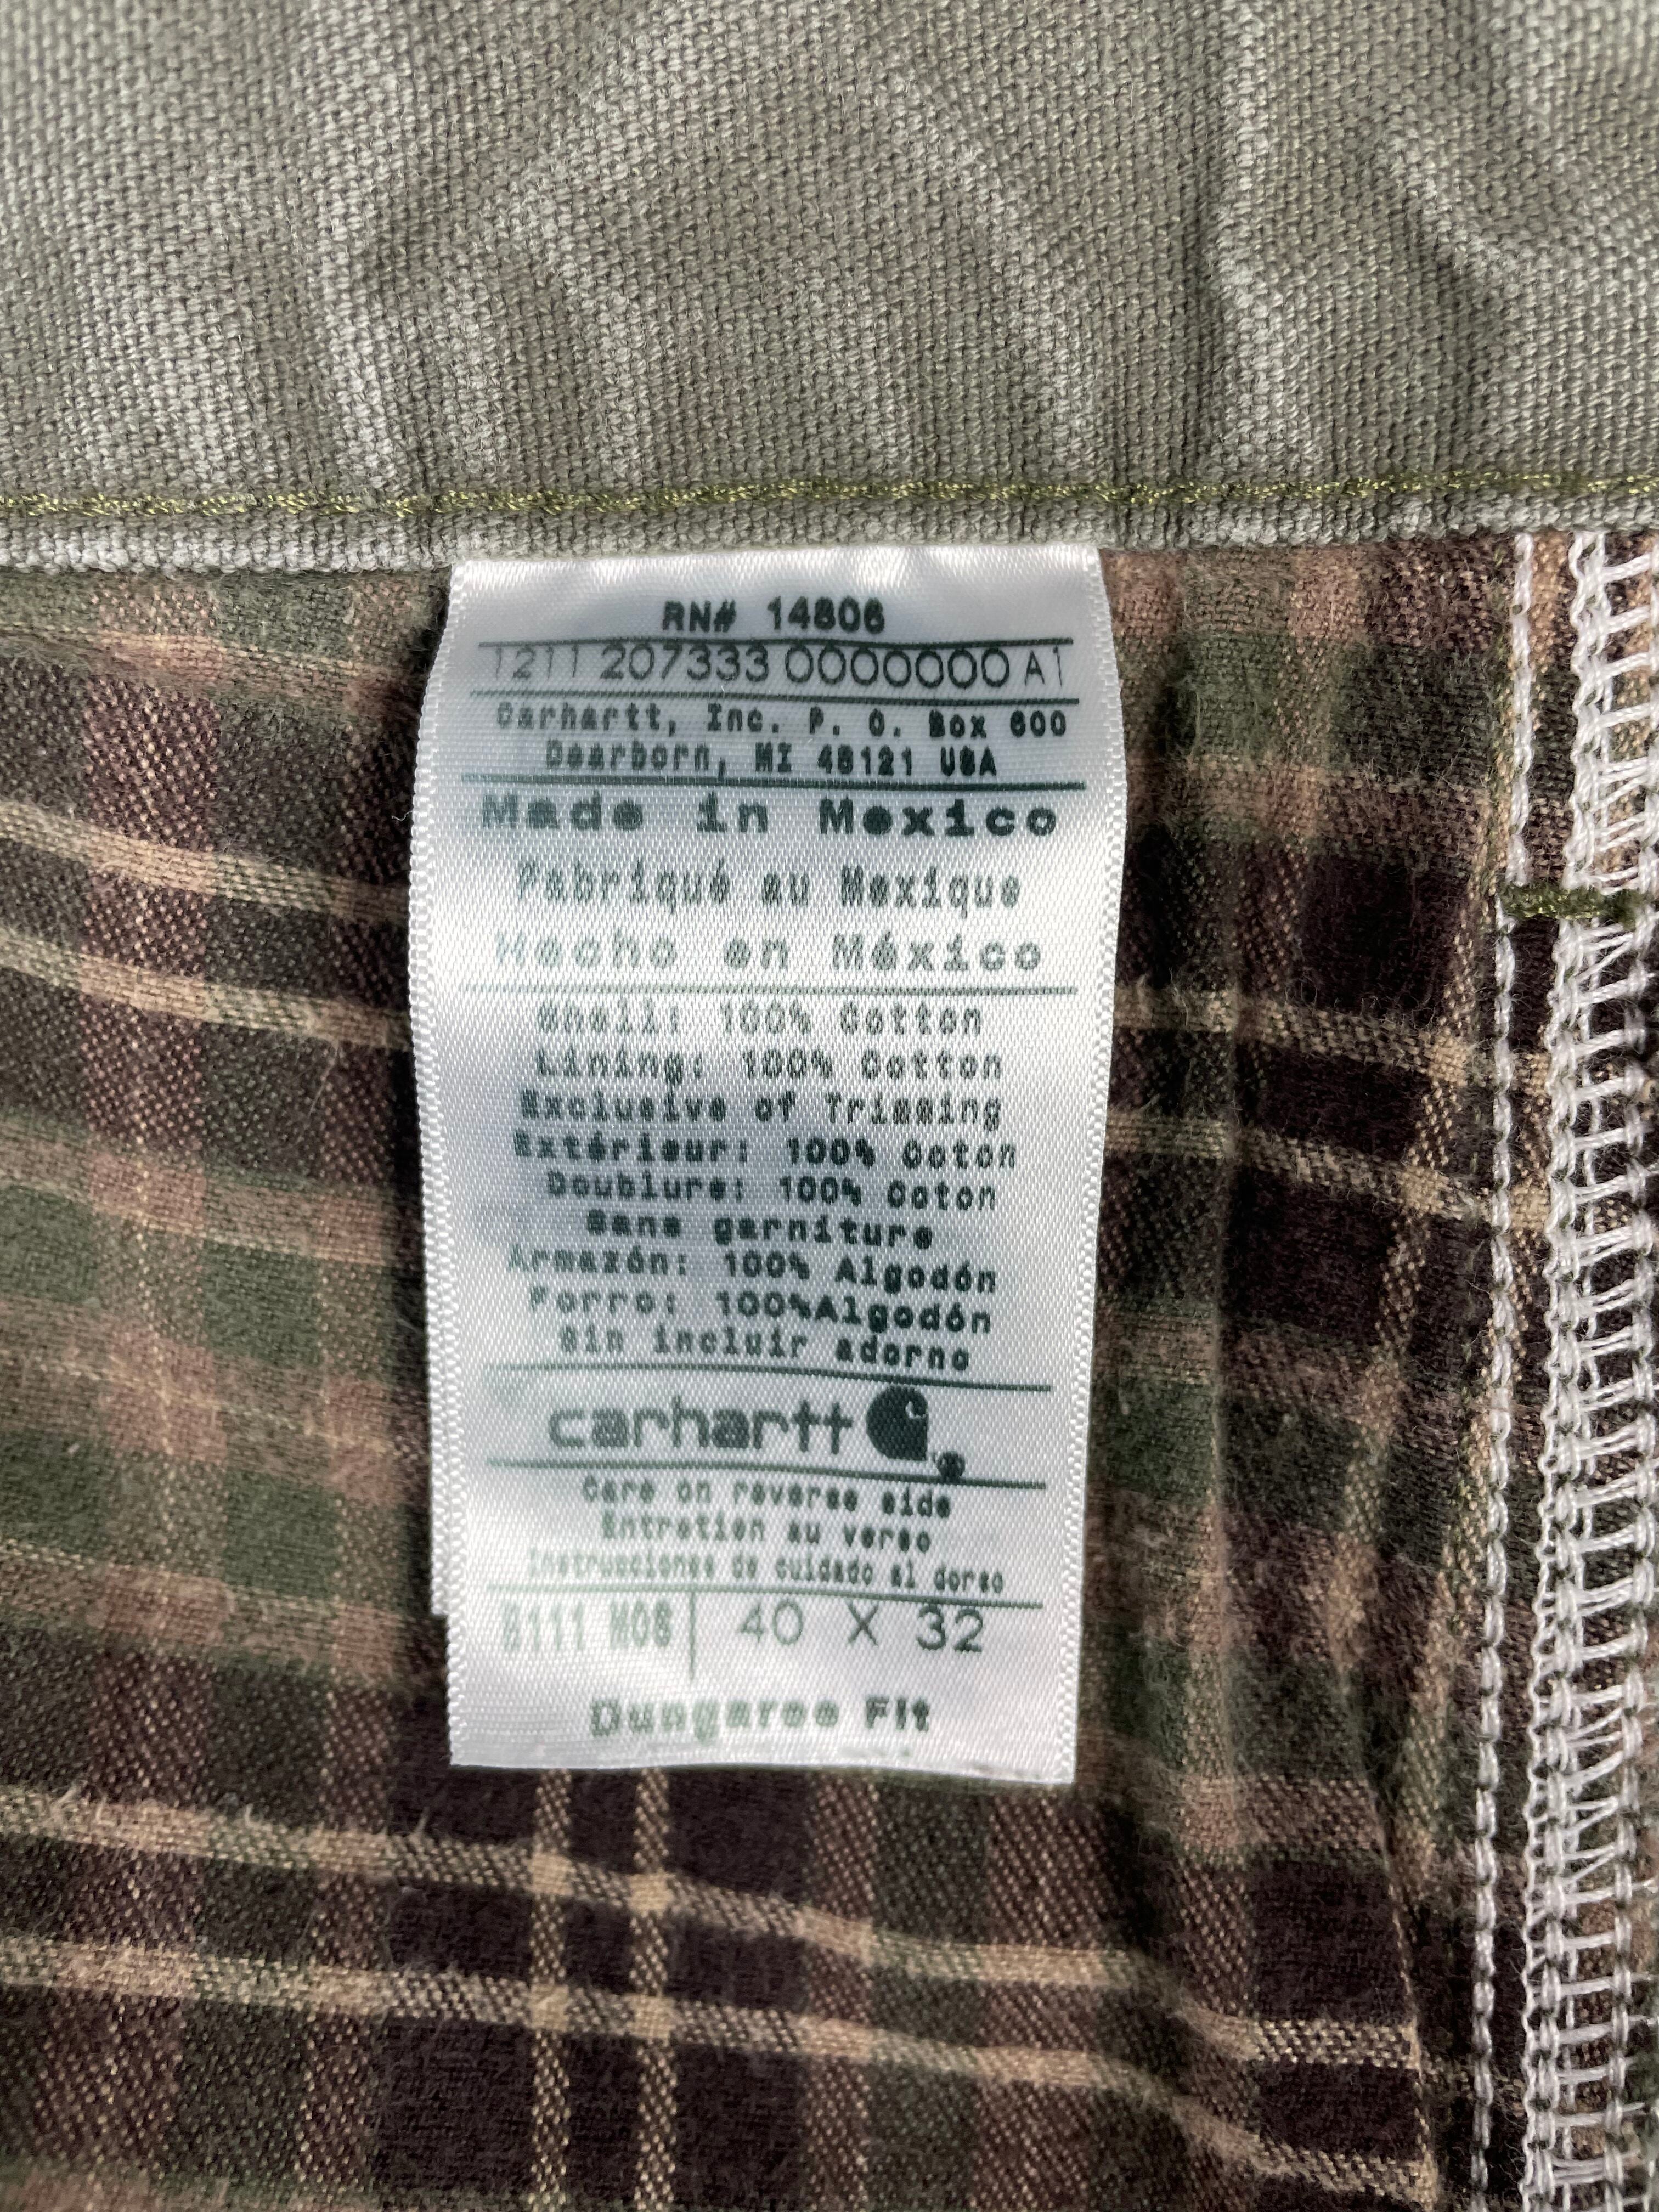 RN# 14806
1211 207333 0000000 A1
Carhartt, Inc. P. O. Box 600
Dearborn, MI 48121 USA
Made in Mexico
Fabriqué au Mexique
Hecho en México
Shell: 100% Cotton
Lining: 100% Cotton
Exclusive of Trimming
Extérieur: 100% Coton
Doublure: 100% Coton
Sans garniture
Armazón: 100% Algodón
Forro: 100%Algodón
Sin incluir adorno
carhartt
Care on reverse side
Entretien au verso
Instrucciones de cuidado al dorso
B111 MOS 40 X 32
Dungaree Fit